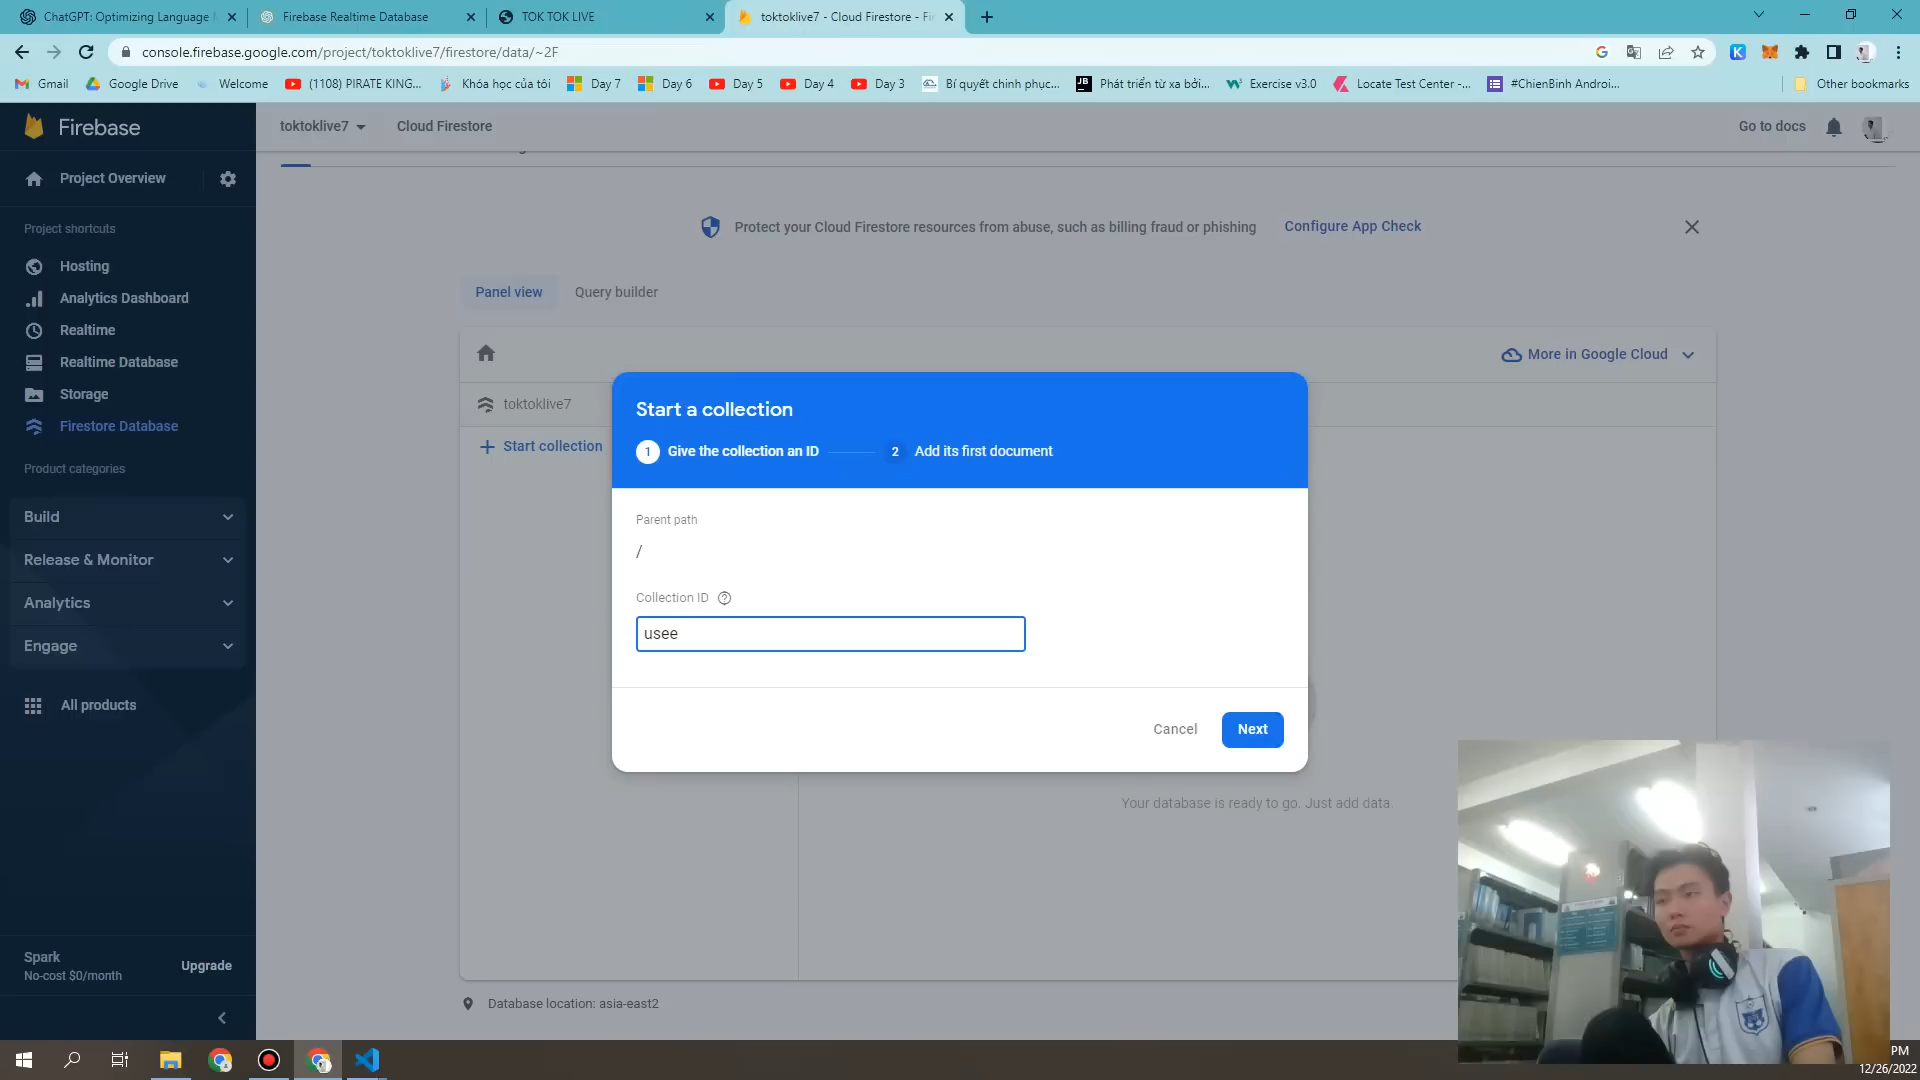 ChatGPT: Optimizing Language
Firebase Realtime Database
TOK TOK LIVE
toktoklive7 - Cloud Firestore - Fi
console.firebase.google.com/project/toktoklive7/firestore/data/~2F
Gmail
Google Drive
Welcome
(1108) PIRATE KING...
Khóa học của tôi
Day 7
Day 6
Day 5
Day 4
Day 3
Bí quyết chinh phục...
Phát triển từ xa bởi...
Exercise v3.0
Locate Test Center -...
#ChienBinh Androi...
Other bookmarks
Firebase
toktoklive7
Cloud Firestore
Go to docs
Project Overview
Project shortcuts
Hosting
Analytics Dashboard
Realtime
Realtime Database
Storage
Firestore Database
Product categories
Build
Release & Monitor
Analytics
Engage
All products
Spark
No-cost $0/month
Upgrade
Protect your Cloud Firestore resources from abuse, such as billing fraud or phishing
Configure App Check
Panel view
Query builder
More in Google Cloud
toktoklive7
Start collection
Start a collection
1 Give the collection an ID
2 Add its first document
Parent path
/
Collection ID
usee
Cancel
Next
Your database is ready to go. Just add data.
Database location: asia-east2
PM
12/26/2022